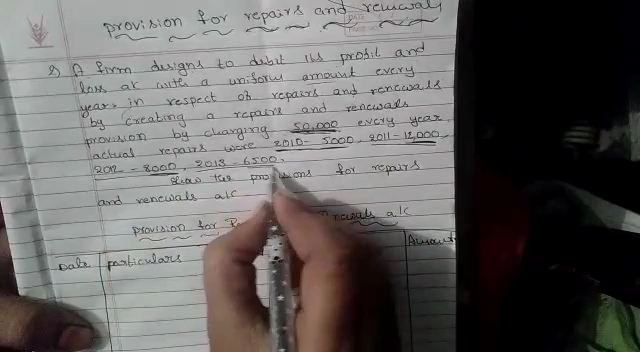 provision for repairs and renewals
A firm designs to debit its profit and
loss a/c with a uniform amount every
year in respect of repairs and renewals
by creating a repairs and renewals
provision by charging 50,000 every year
actual repairs were 2010-5000, 2011-12,000,
2012-8000, 2013-6500.
show the provisions for repairs
and renewals a/c
provision for a/c
Date particulars Amount